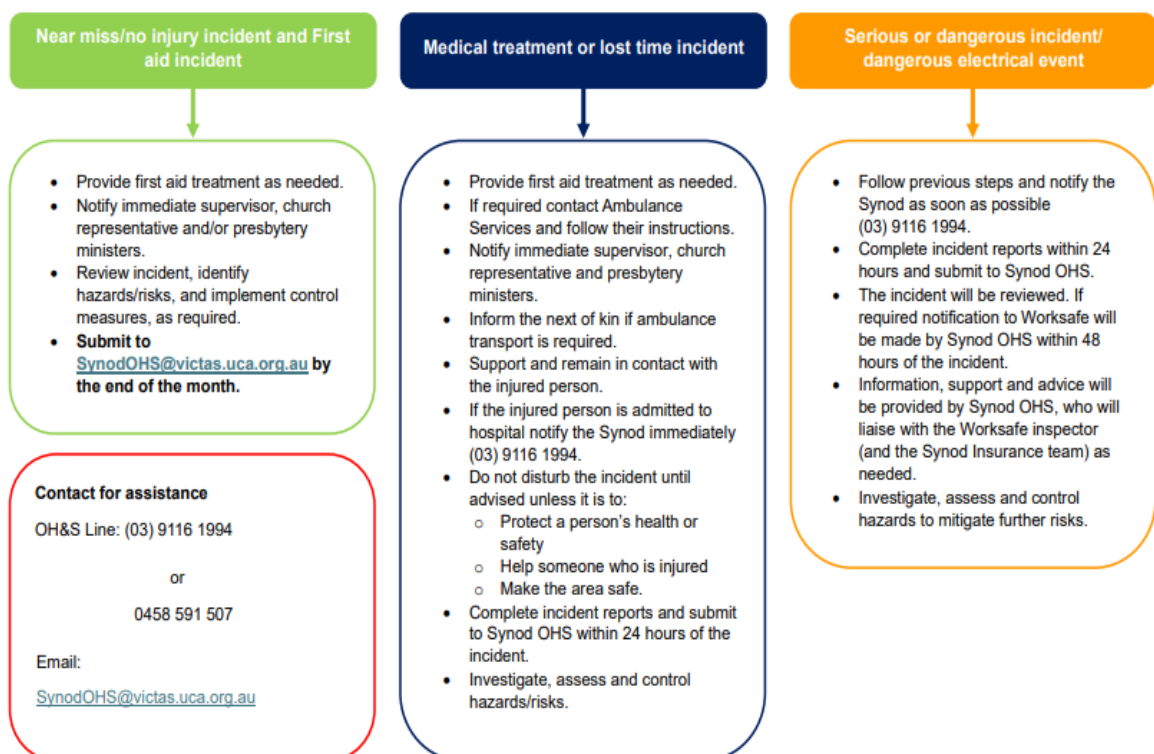 Near miss/no injury incident and First
aid incident
• Provide first aid treatment as needed.
• Notify immediate supervisor, church
representative and/or presbytery
ministers.
• Review incident, identify
hazards/risks, and implement control
measures, as required.
• Submit to
SynodOHS@victas.uca.org.au by
the end of the month.
Contact for assistance
OH&S Line: (03) 9116 1994
or
0458 591 507
Email:
SynodOHS@victas.uca.org.au
Medical treatment or lost time incident
• Provide first aid treatment as needed.
• If required contact Ambulance
Services and follow their instructions.
• Notify immediate supervisor, church
representative and presbytery
ministers.
• Inform the next of kin if ambulance
transport is required.
• Support and remain in contact with
the injured person.
• If the injured person is admitted to
hospital notify the Synod immediately
(03) 9116 1994.
• Do not disturb the incident until
advised unless it is to:
o Protect a person's health or
safety
o Help someone who is injured
o Make the area safe.
• Complete incident reports and submit
to Synod OHS within 24 hours of the
incident.
• Investigate, assess and control
hazards/risks.
Serious or dangerous incident/
dangerous electrical event
• Follow previous steps and notify the
Synod as soon as possible
(03) 9116 1994.
• Complete incident reports within 24
hours and submit to Synod OHS.
• The incident will be reviewed. If
required notification to Worksafe will
be made by Synod OHS within 48
hours of the incident.
• Information, support and advice will
be provided by Synod OHS, who will
liaise with the Worksafe inspector
(and the Synod Insurance team) as
needed.
• Investigate, assess and control
hazards to mitigate further risks.